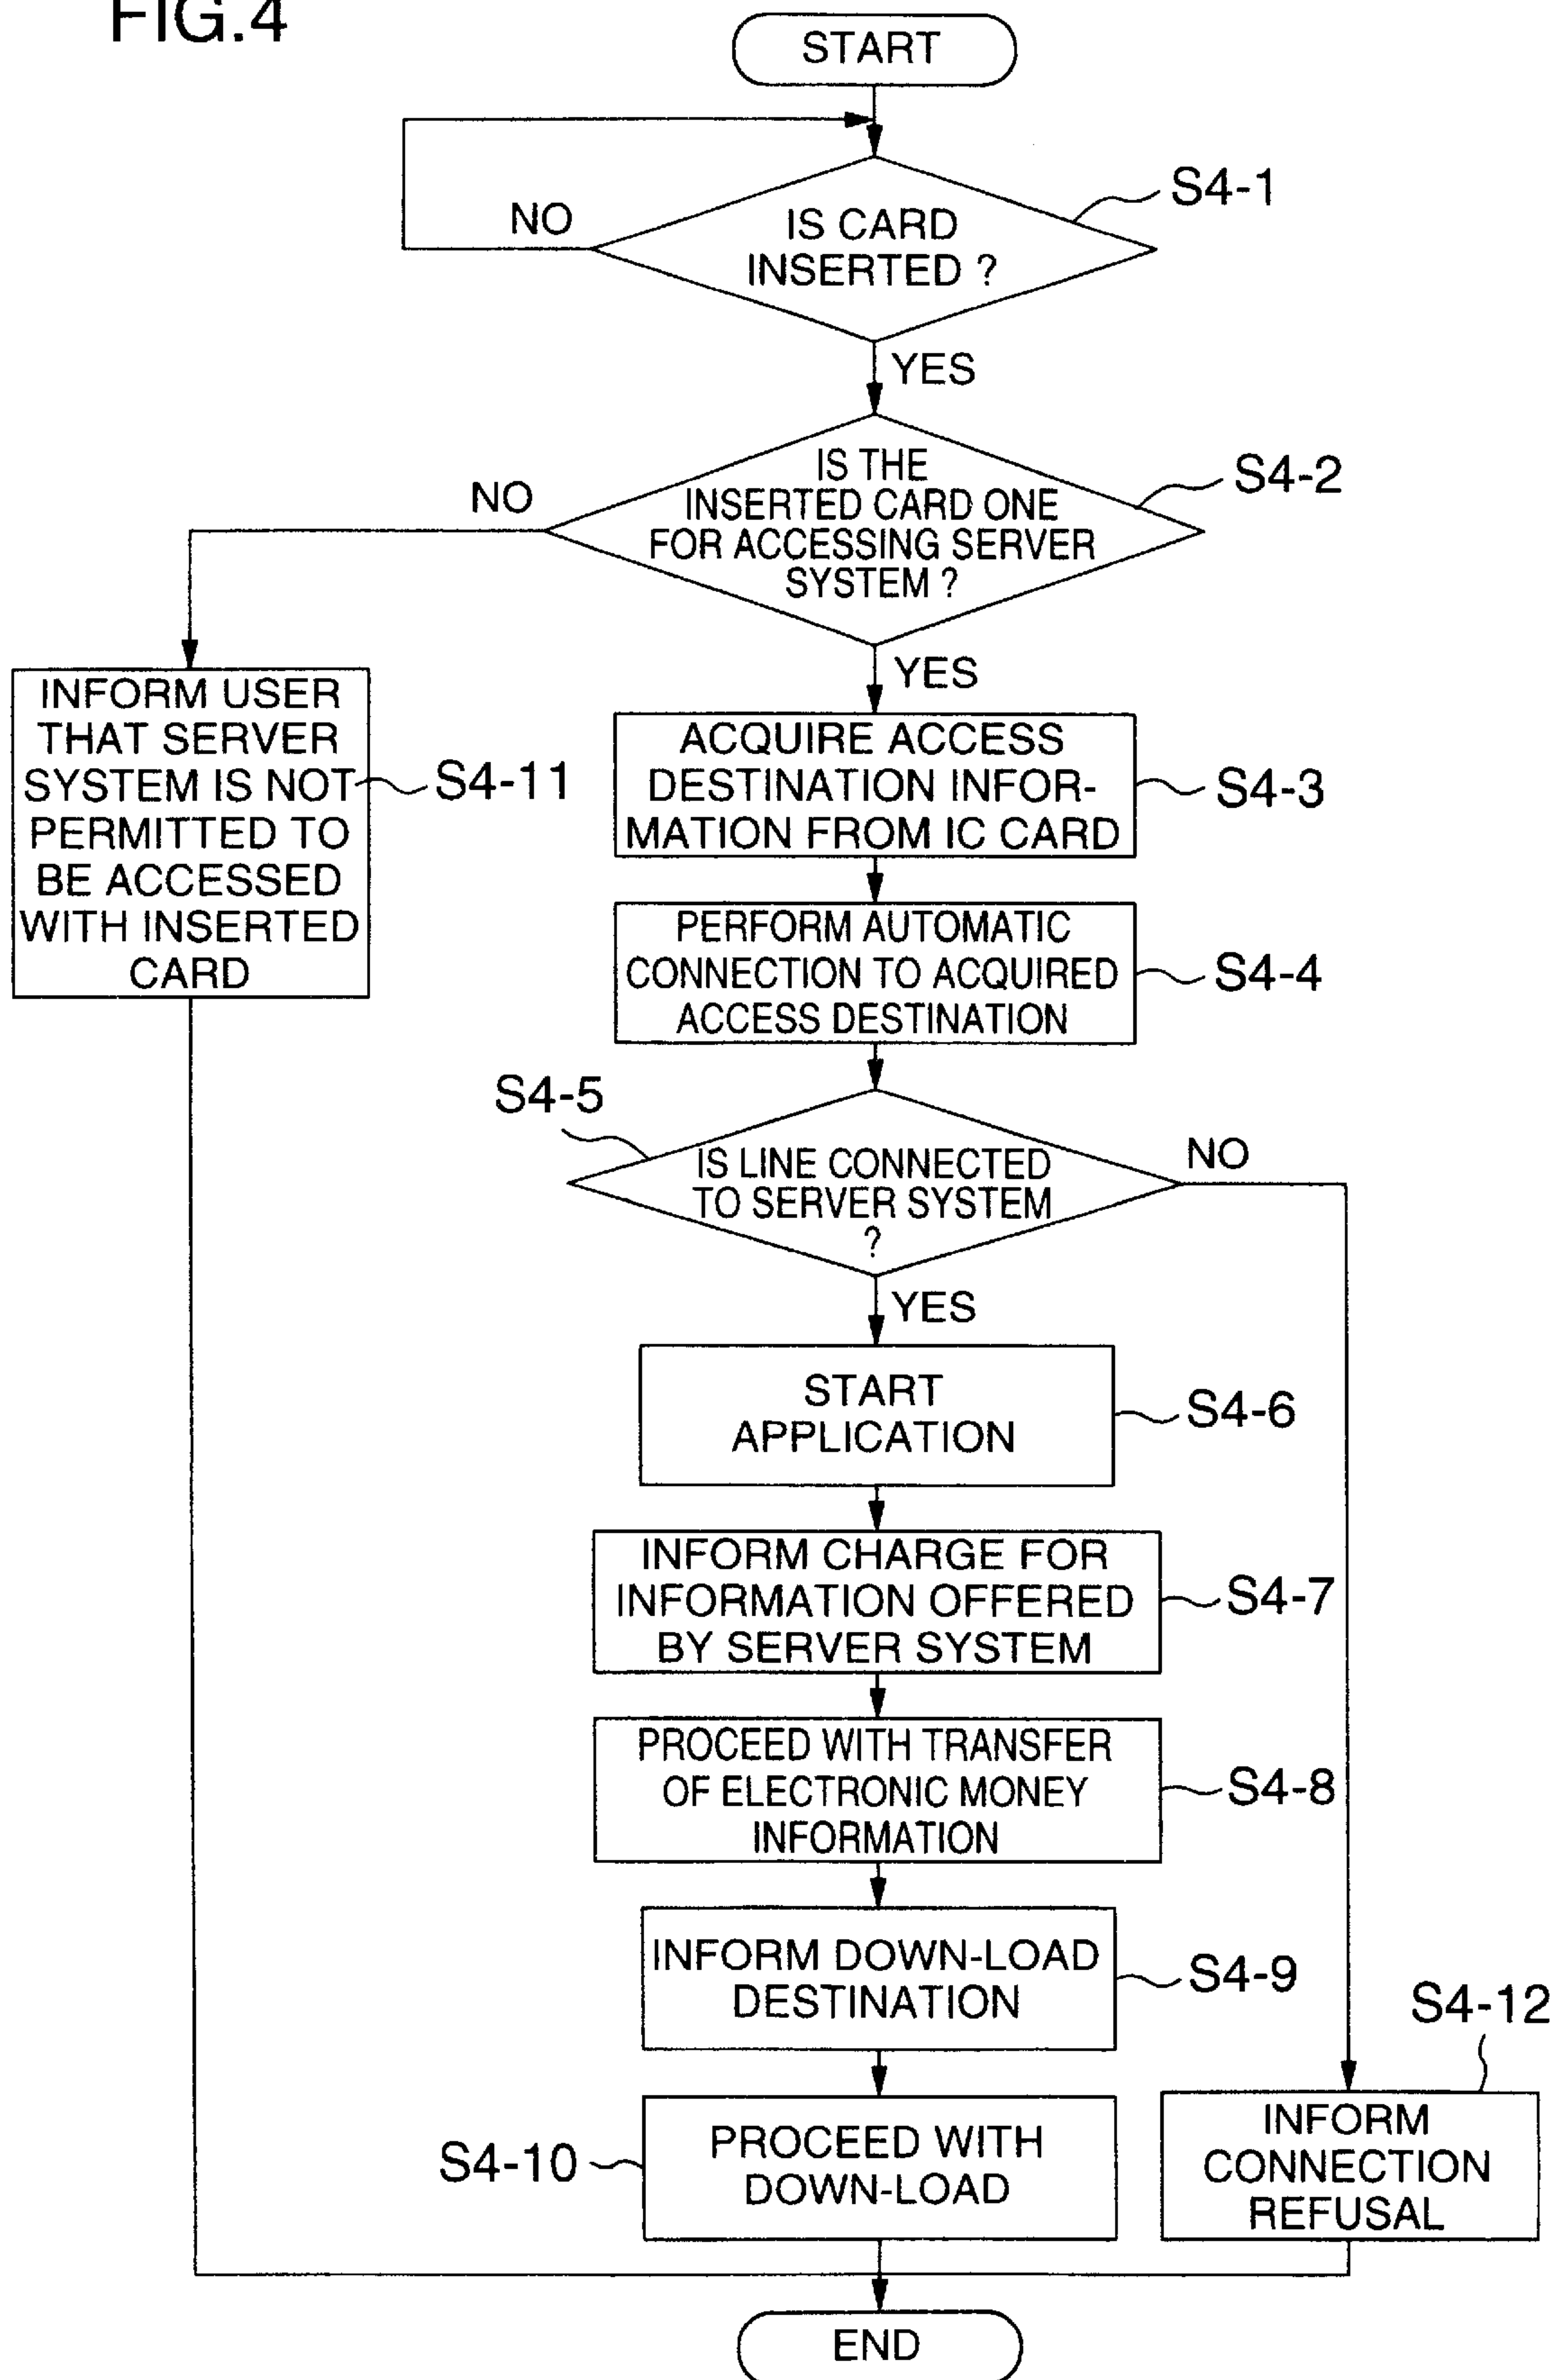 FIG.4
START
S4-1
NO
IS CARD
INSERTED ?
YES
S4-2
NO
IS THE
INSERTED CARD ONE
FOR ACCESSING SERVER
SYSTEM ?
YES
INFORM USER
THAT SERVER
SYSTEM IS NOT
PERMITTED TO
BE ACCESSED
WITH INSERTED
CARD
S4-11
ACQUIRE ACCESS
DESTINATION INFOR-
MATION FROM IC CARD
S4-3
PERFORM AUTOMATIC
CONNECTION TO ACQUIRED
ACCESS DESTINATION
S4-4
S4-5
IS LINE CONNECTED
TO SERVER SYSTEM
?
NO
YES
START
APPLICATION
S4-6
INFORM CHARGE FOR
INFORMATION OFFERED
BY SERVER SYSTEM
S4-7
PROCEED WITH TRANSFER
OF ELECTRONIC MONEY
INFORMATION
S4-8
INFORM DOWN-LOAD
DESTINATION
S4-9
S4-12
S4-10
PROCEED WITH
DOWN-LOAD
INFORM
CONNECTION
REFUSAL
END